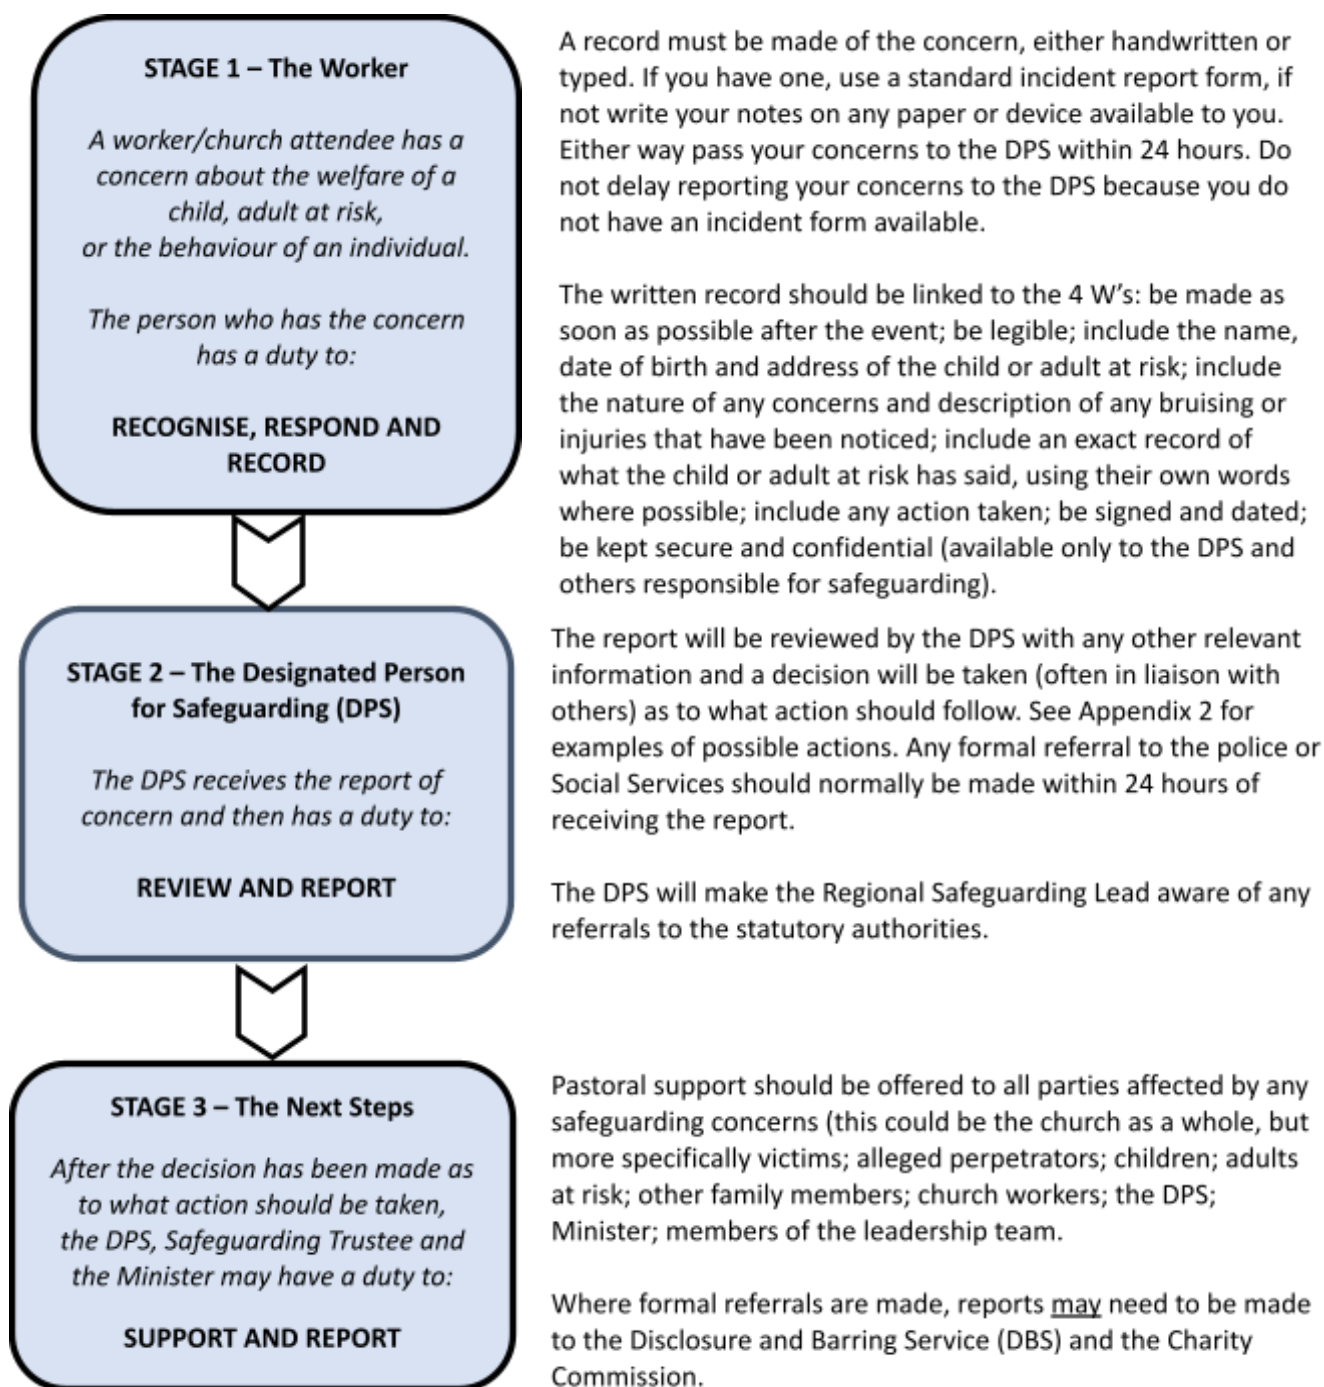 STAGE 1 – The Worker
A worker/church attendee has a
concern about the welfare of a
child, adult at risk,
or the behaviour of an individual.
The person who has the concern
has a duty to:
RECOGNISE, RESPOND AND
RECORD
A record must be made of the concern, either handwritten or
typed. If you have one, use a standard incident report form, if
not write your notes on any paper or device available to you.
Either way pass your concerns to the DPS within 24 hours. Do
not delay reporting your concerns to the DPS because you do
not have an incident form available.
The written record should be linked to the 4 W’s: be made as
soon as possible after the event; be legible; include the name,
date of birth and address of the child or adult at risk; include
the nature of any concerns and description of any bruising or
injuries that have been noticed; include an exact record of
what the child or adult at risk has said, using their own words
where possible; include any action taken; be signed and dated;
be kept secure and confidential (available only to the DPS and
others responsible for safeguarding).
STAGE 2 – The Designated Person
for Safeguarding (DPS)
The DPS receives the report of
concern and then has a duty to:
REVIEW AND REPORT
The report will be reviewed by the DPS with any other relevant
information and a decision will be taken (often in liaison with
others) as to what action should follow. See Appendix 2 for
examples of possible actions. Any formal referral to the police or
Social Services should normally be made within 24 hours of
receiving the report.
The DPS will make the Regional Safeguarding Lead aware of any
referrals to the statutory authorities.
STAGE 3 – The Next Steps
After the decision has been made as
to what action should be taken,
the DPS, Safeguarding Trustee and
the Minister may have a duty to:
SUPPORT AND REPORT
Pastoral support should be offered to all parties affected by any
safeguarding concerns (this could be the church as a whole, but
more specifically victims; alleged perpetrators; children; adults
at risk; other family members; church workers; the DPS;
Minister; members of the leadership team.
Where formal referrals are made, reports may need to be made
to the Disclosure and Barring Service (DBS) and the Charity
Commission.